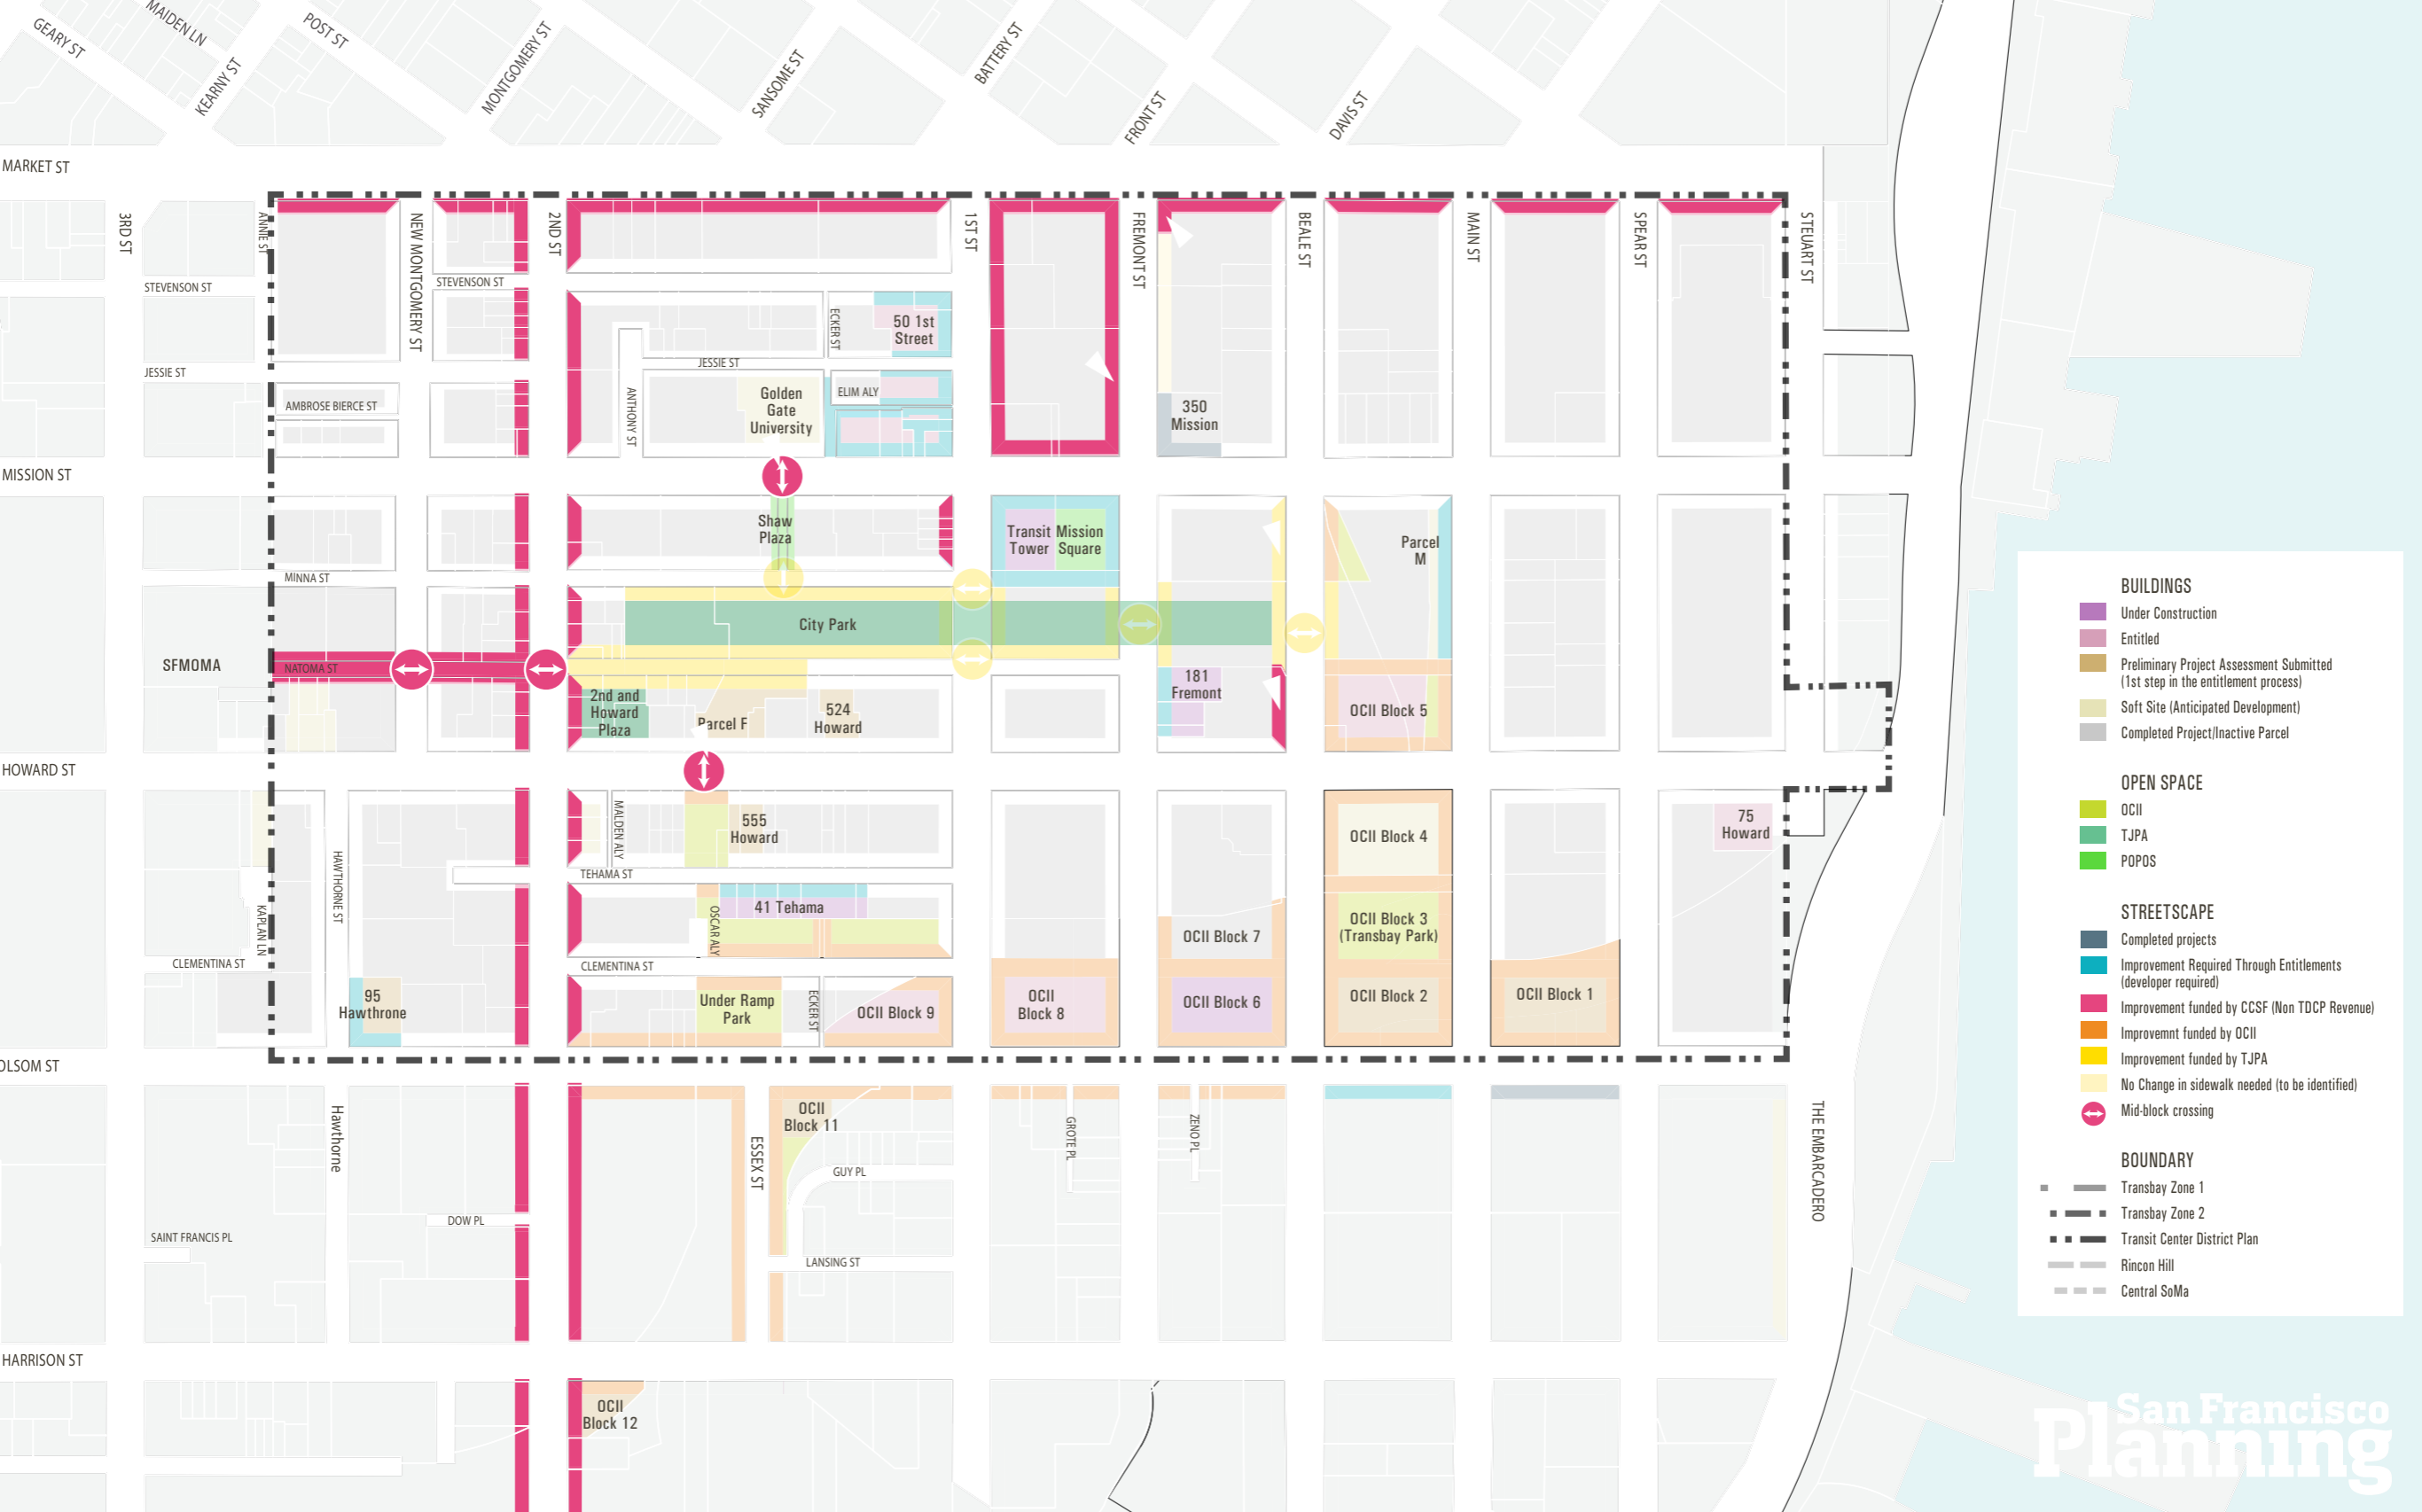 GEARY ST
MAIDEN LN
KEARNY ST
POST ST
MONTGOMERY ST
SANSOME ST
BATTERY ST
FRONT ST
DAVIS ST
MARKET ST
3RD ST
ANNIE ST
NEW MONTGOMERY ST
2ND ST
1ST ST
FREMONT ST
BEALE ST
MAIN ST
SPEAR ST
STEUART ST
STEVENSON ST
STEVENSON ST
ECKER ST
50 1st
Street
JESSIE ST
JESSIE ST
AMBROSE BIERCE ST
ANTHONY ST
Golden
Gate
University
ELIM ALY
350
Mission
MISSION ST
Shaw
Plaza
Transit
Tower
Mission
Square
Parcel
M
MINNA ST
City Park
SFMOMA
NATOMA ST
2nd and
Howard
Plaza
Parcel F
524
Howard
181
Fremont
OCII Block 5
HOWARD ST
MALDEN ALY
555
Howard
OCII Block 4
75
Howard
HAWTHORNE ST
TEHAMA ST
KAPLAN LN
OSCAR ALY
41 Tehama
OCII Block 7
OCII Block 3
(Transbay Park)
CLEMENTINA ST
CLEMENTINA ST
95
Hawthrone
Under Ramp
Park
ECKER ST
OCII Block 9
OCII
Block 8
OCII Block 6
OCII Block 2
OCII Block 1
OLSOM ST
Hawthorne
ESSEX ST
OCII
Block 11
GROTE PL
ZENO PL
THE EMBARCADERO
GUY PL
DOW PL
SAINT FRANCIS PL
LANSING ST
HARRISON ST
OCII
Block 12
BUILDINGS
Under Construction
Entitled
Preliminary Project Assessment Submitted
(1st step in the entitlement process)
Soft Site (Anticipated Development)
Completed Project/Inactive Parcel
OPEN SPACE
OCII
TJPA
POPOS
STREETSCAPE
Completed projects
Improvement Required Through Entitlements
(developer required)
Improvement funded by CCSF (Non TDCP Revenue)
Improvemnt funded by OCII
Improvement funded by TJPA
No Change in sidewalk needed (to be identified)
Mid-block crossing
BOUNDARY
Transbay Zone 1
Transbay Zone 2
Transit Center District Plan
Rincon Hill
Central SoMa
San Francisco
Planning